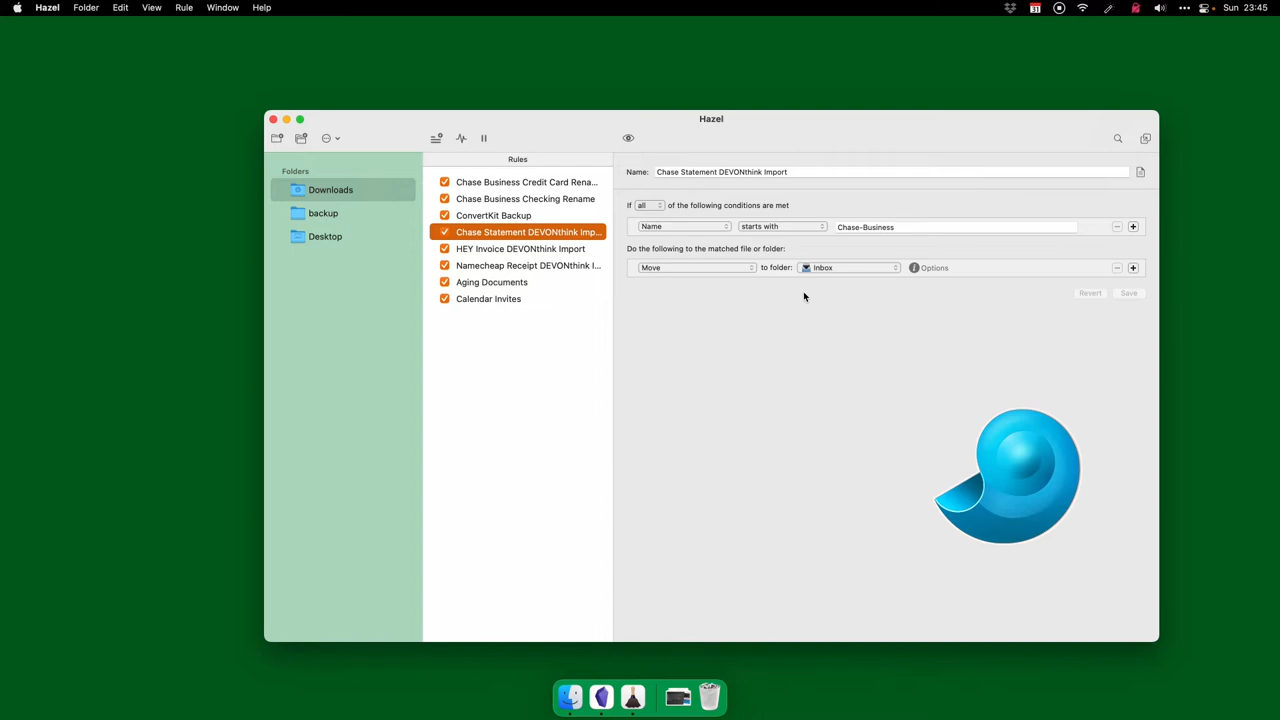 Hazel Folder Edit View Rule Window Help 31 Sun 23:45
Hazel
Folders
Downloads
backup
Desktop
Rules
Chase Business Credit Card Rena...
Chase Business Checking Rename
ConvertKit Backup
Chase Statement DEVONthink Imp...
HEY Invoice DEVONthink Import
Namecheap Receipt DEVONthink I...
Aging Documents
Calendar Invites
Name: Chase Statement DEVONthink Import
If all of the following conditions are met
Name starts with Chase-Business
Do the following to the matched file or folder:
Move to folder: Inbox Options
Revert Save